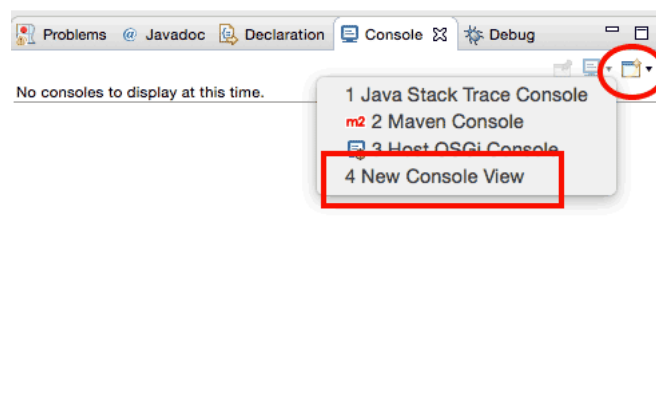 Problems @ Javadoc Declaration Console Debug
No consoles to display at this time.
1 Java Stack Trace Console
m2 2 Maven Console
3 Host OSGi Console
4 New Console View